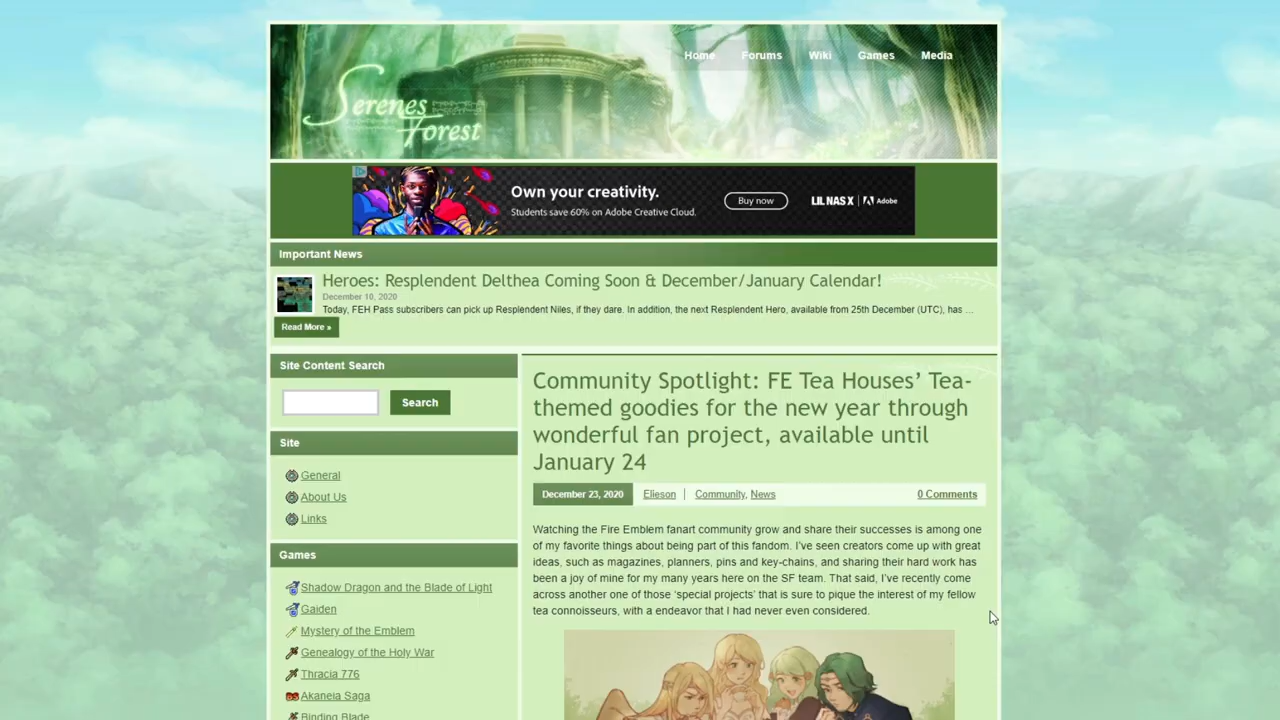 Home Forums Wiki Games Media
Serenes
Forest
Own your creativity.
Students save 60% on Adobe Creative Cloud.
Buy now
LIL NAS X | Adobe
Important News
Heroes: Resplendent Delthea Coming Soon & December/January Calendar!
December 10, 2020
Today, FEH Pass subscribers can pick up Resplendent Niles, if they dare. In addition, the next Resplendent Hero, available from 25th December (UTC), has ...
Read More »
Site Content Search
Search
Site
General
About Us
Links
Games
Shadow Dragon and the Blade of Light
Gaiden
Mystery of the Emblem
Genealogy of the Holy War
Thracia 776
Akaneia Saga
Binding Blade
Community Spotlight: FE Tea Houses’ Tea-
themed goodies for the new year through
wonderful fan project, available until
January 24
December 23, 2020 Elieson | Community, News 0 Comments
Watching the Fire Emblem fanart community grow and share their successes is among one
of my favorite things about being part of this fandom. I’ve seen creators come up with great
ideas, such as magazines, planners, pins and key-chains, and sharing their hard work has
been a joy of mine for my many years here on the SF team. That said, I’ve recently come
across another one of those ‘special projects’ that is sure to pique the interest of my fellow
tea connoisseurs, with a endeavor that I had never even considered.